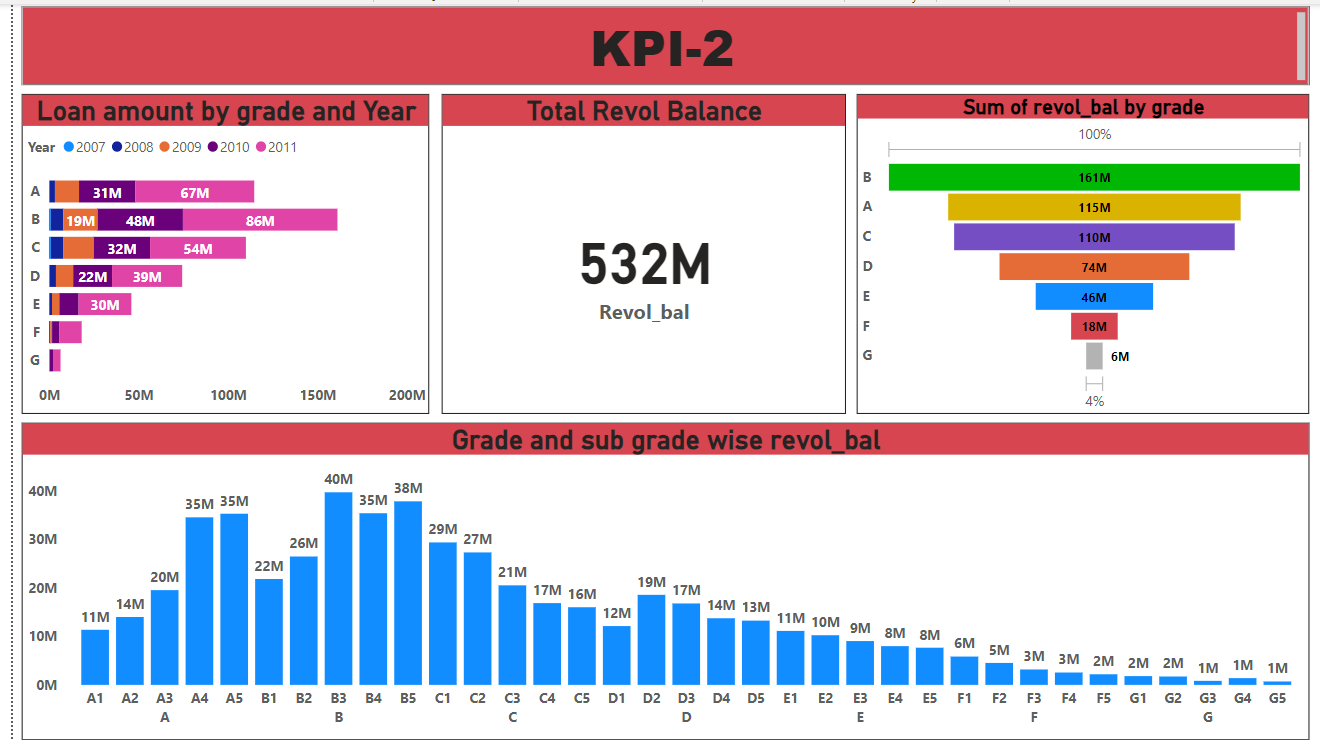 KPI-2
Loan amount by grade and Year
Year 2007 2008 2009 2010 2011
A 31M 67M
B 19M 48M 86M
C 32M 54M
D 22M 39M
E 30M
F
G
0M 50M 100M 150M 200M
Total Revol Balance
532M
Revol_bal
Sum of revol_bal by grade
100%
B 161M
A 115M
C 110M
D 74M
E 46M
F 18M
G 6M
4%
Grade and sub grade wise revol_bal
40M
30M
20M
10M
0M
11M 14M 20M 35M 35M 22M 26M 40M 35M 38M 29M 27M 21M 17M 16M 12M 19M 17M 14M 13M 11M 10M 9M 8M 8M 6M 5M 3M 3M 2M 2M 2M 1M 1M 1M
A1 A2 A3 A4 A5 B1 B2 B3 B4 B5 C1 C2 C3 C4 C5 D1 D2 D3 D4 D5 E1 E2 E3 E4 E5 F1 F2 F3 F4 F5 G1 G2 G3 G4 G5
A B C D E F G